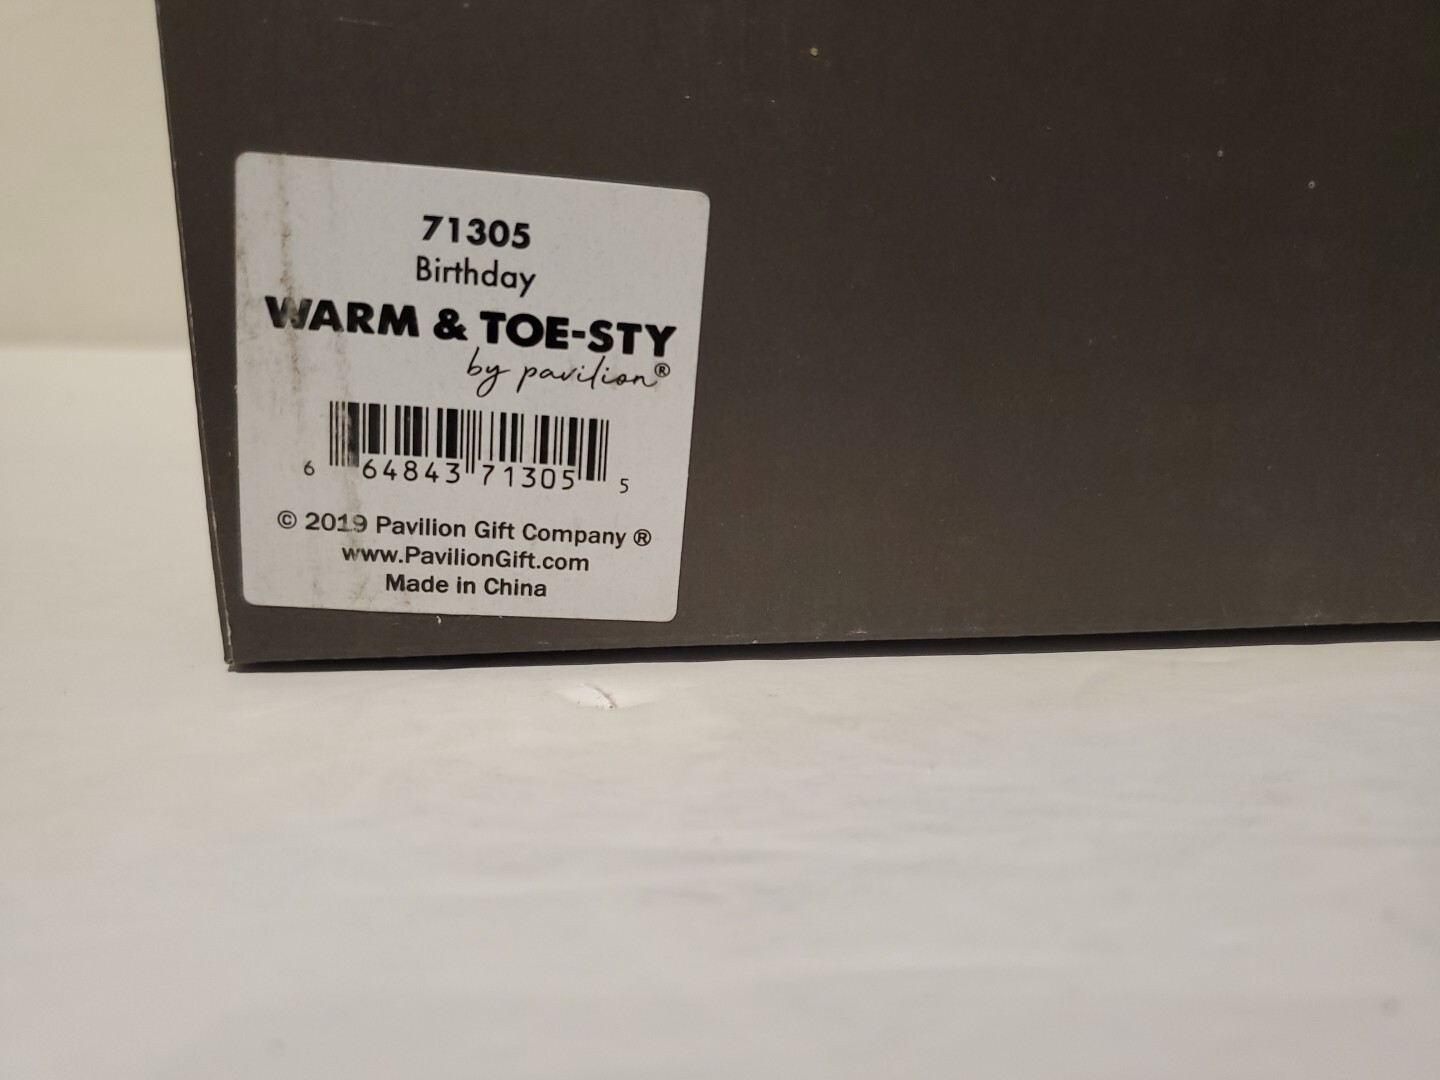 71305
Birthday
WARM & TOE-STY
by pavilion®
6 64843 71305 5
© 2019 Pavilion Gift Company ®
www.PavilionGift.com
Made in China